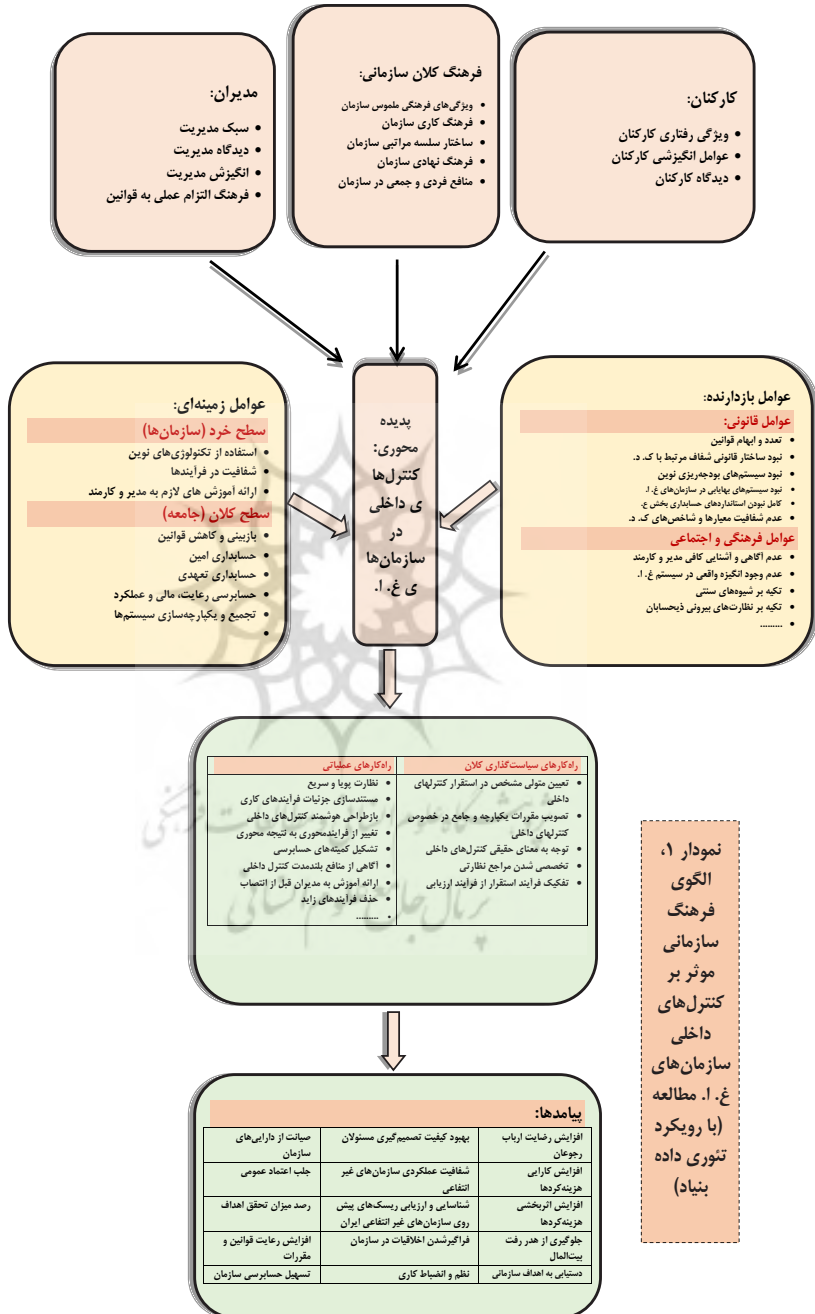 کارکنان:
• ویژگی رفتاری کارکنان
• عوامل انگیزشی کارکنان
• دیدگاه کارکنان
فرهنگ کلان سازمانی:
• ویژگی‌های فرهنگی ملموس سازمان
• فرهنگ کاری سازمان
• ساختار سلسه مراتبی سازمان
• فرهنگ نهادی سازمان
• منافع فردی و جمعی در سازمان
مدیران:
• سبک مدیریت
• دیدگاه مدیریت
• انگیزش مدیریت
• فرهنگ التزام عملی به قوانین
عوامل بازدارنده:
عوامل قانونی:
• تعدد و ابهام قوانین
• نبود ساختار قانونی شفاف مرتبط با ک. د.
• نبود سیستم‌های بودجه‌ریزی نوین
• نبود سیستم‌های بهایابی در سازمان‌های غ. ا.
• کامل نبودن استانداردهای حسابداری بخش ع.
• عدم شفافیت معیارها و شاخص‌های ک. د.
عوامل فرهنگی و اجتماعی
• عدم آگاهی و آشنایی کافی مدیر و کارمند
• عدم وجود انگیزه واقعی در سیستم غ. ا.
• تکیه بر شیوه‌های سنتی
• تکیه بر نظارت‌های بیرونی ذیحسابان
• .........
پدیده
محوری:
کنترل‌ها
ی داخلی
در
سازمان‌ها
ی غ. ا.
عوامل زمینه‌ای:
سطح خرد (سازمان‌ها)
• استفاده از تکنولوژی‌های نوین
• شفافیت در فرآیندها
• ارائه آموزش های لازم به مدیر و کارمند
سطح کلان (جامعه)
• بازبینی و کاهش قوانین
• حسابداری امین
• حسابداری تعهدی
• حسابرسی رعایت، مالی و عملکرد
• تجمیع و یکپارچه‌سازی سیستم‌ها
•
راه‌کارهای سیاست‌گذاری کلان
• تعیین متولی مشخص در استقرار کنترلهای
داخلی
• تصویب مقررات یکپارچه و جامع در خصوص
کنترلهای داخلی
• توجه به معنای حقیقی کنترل‌های داخلی
• تخصصی شدن مراجع نظارتی
• تفکیک فرآیند استقرار از فرآیند ارزیابی
راه‌کارهای عملیاتی
• نظارت پویا و سریع
• مستندسازی جزئیات فرآیندهای کاری
• بازطراحی هوشمند کنترل‌های داخلی
• تغییر از فرایندمحوری به نتیجه محوری
• تشکیل کمیته‌های حسابرسی
• آگاهی از منافع بلندمدت کنترل داخلی
• ارائه آموزش به مدیران قبل از انتصاب
• حذف فرآیندهای زاید
• .........
پژوهشگاه علوم انسانی و مطالعات فرهنگی
پرتال جامع علوم انسانی
نمودار ۱،
الگوی
فرهنگ
سازمانی
موثر بر
کنترل‌های
داخلی
سازمان‌های
غ. ا. مطالعه
(با رویکرد
تئوری داده
بنیاد)
پیامدها:
افزایش رضایت ارباب
رجوعان
بهبود کیفیت تصمیم‌گیری مسئولان
صیانت از دارایی‌های
سازمان
افزایش کارایی
هزینه‌کردها
شفافیت عملکردی سازمان‌های غیر
انتفاعی
جلب اعتماد عمومی
افزایش اثربخشی
هزینه‌کردها
شناسایی و ارزیابی ریسک‌های پیش
روی سازمان‌های غیر انتفاعی ایران
رصد میزان تحقق اهداف
جلوگیری از هدر رفت
بیت‌المال
فراگیرشدن اخلاقیات در سازمان
افزایش رعایت قوانین و
مقررات
دستیابی به اهداف سازمانی
نظم و انضباط کاری
تسهیل حسابرسی سازمان